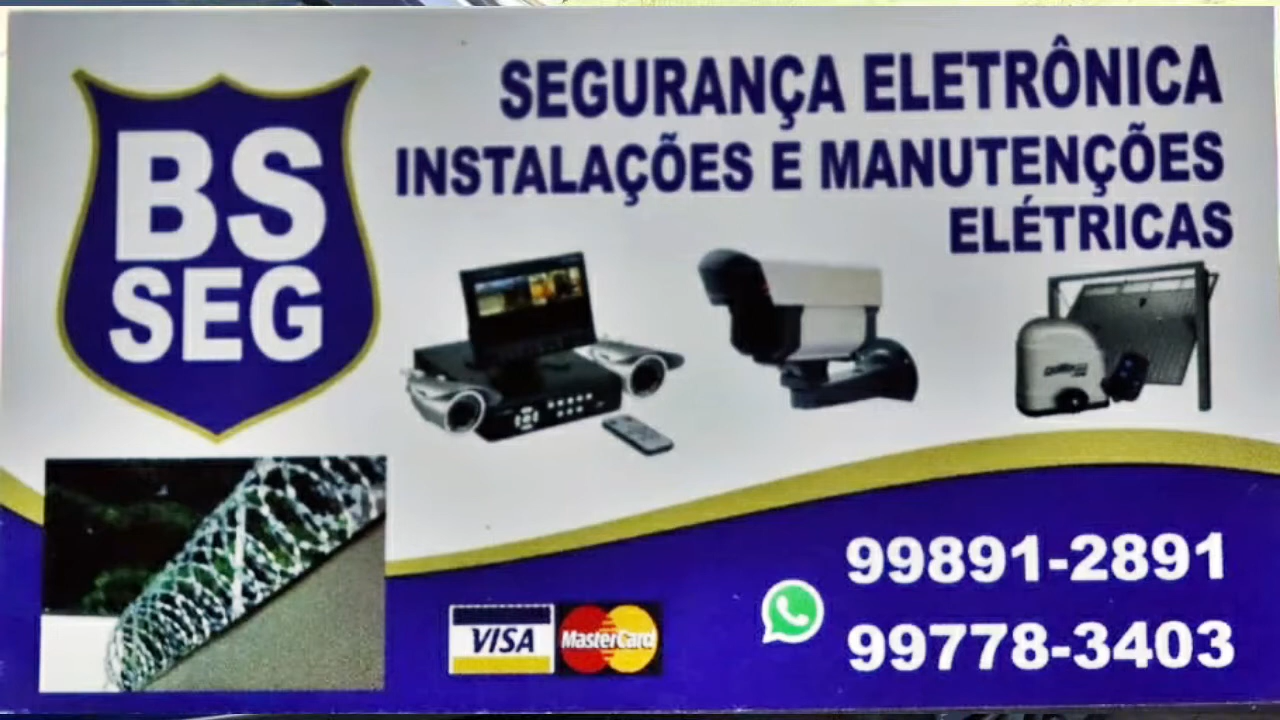 BS
SEG
SEGURANÇA ELETRÔNICA
INSTALAÇÕES E MANUTENÇÕES
ELÉTRICAS
VISA
MasterCard
99891-2891
99778-3403